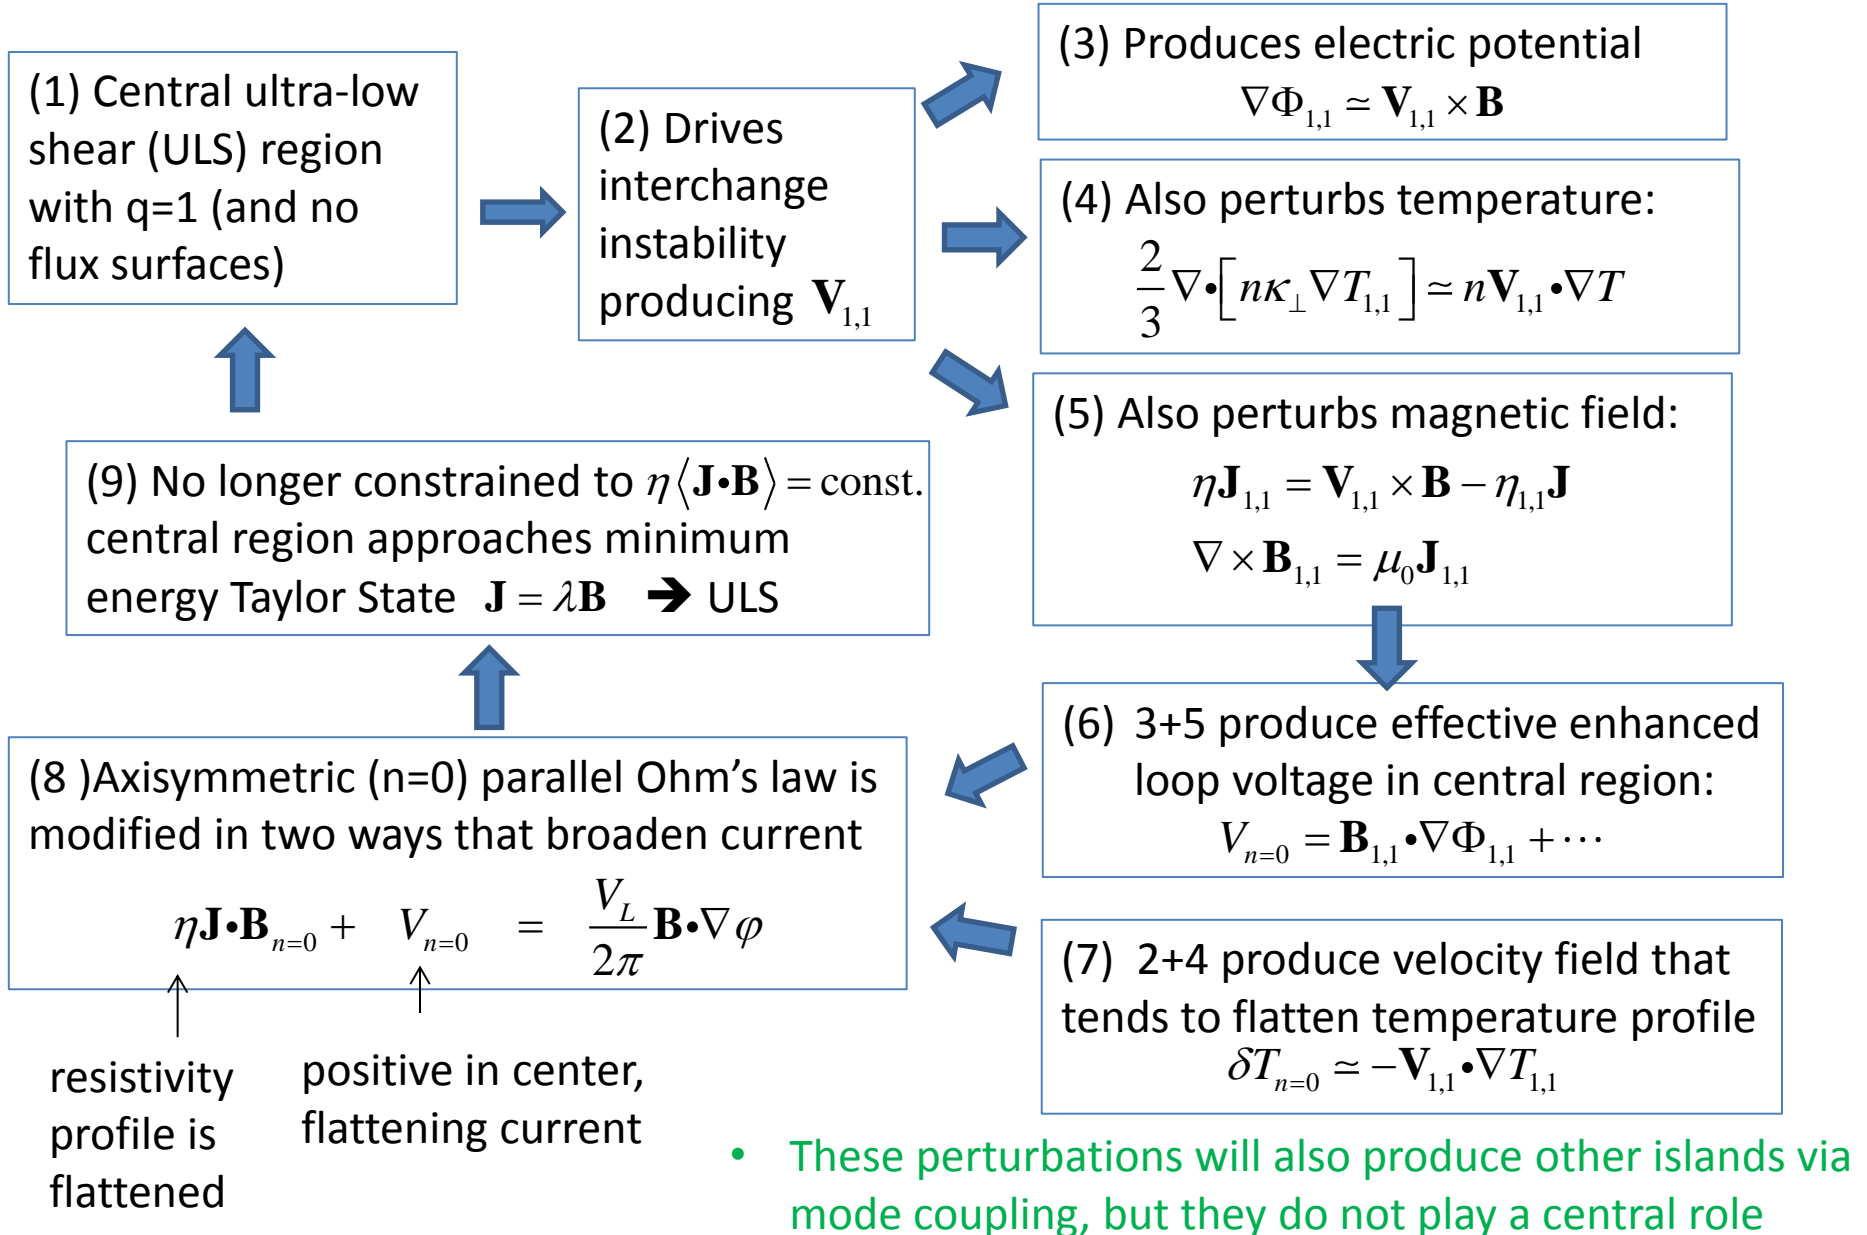 (1) Central ultra-low
shear (ULS) region
with q=1 (and no
flux surfaces)
(2) Drives
interchange
instability
producing V₁,₁
(3) Produces electric potential
∇Φ₁,₁ ≃ V₁,₁ × B
(4) Also perturbs temperature:
2/3 ∇•[nκ⊥∇T₁,₁] ≃ nV₁,₁•∇T
(5) Also perturbs magnetic field:
ηJ₁,₁ = V₁,₁ × B − η₁,₁J
∇ × B₁,₁ = μ₀J₁,₁
(6) 3+5 produce effective enhanced
loop voltage in central region:
Vₙ₌₀ = B₁,₁•∇Φ₁,₁ + ⋯
(7) 2+4 produce velocity field that
tends to flatten temperature profile
δTₙ₌₀ ≃ −V₁,₁•∇T₁,₁
(8 )Axisymmetric (n=0) parallel Ohm’s law is
modified in two ways that broaden current
ηJ•Bₙ₌₀ + Vₙ₌₀ = V_L/2π B•∇φ
resistivity
profile is
flattened
positive in center,
flattening current
(9) No longer constrained to η⟨J•B⟩ = const.
central region approaches minimum
energy Taylor State J = λB ➔ ULS
• These perturbations will also produce other islands via
mode coupling, but they do not play a central role